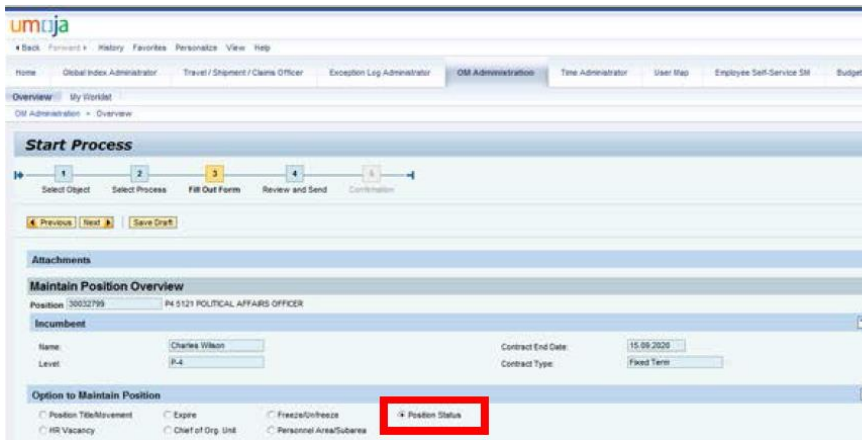 umoja
Back Forward History Favorites Personalize View Help
Home Global Index Administrator Travel / Shipment / Claims Officer Exception Log Administrator OM Administration Time Administrator User Map Employee Self-Service SM Budget
Overview My Worklist
OM Administration Overview
Start Process
1 2 3 4 5
Select Object Select Process Fill Out Form Review and Send Confirmation
Previous Next Save Draft
Attachments
Maintain Position Overview
Position 30032799 P4 5121 POLITICAL AFFAIRS OFFICER
Incumbent
Name: Charles Wilson Contract End Date: 15.09.2020
Level: P-4 Contract Type: Fixed Term
Option to Maintain Position
Position Title/Movement Expire Freeze/Unfreeze Position Status
HR Vacancy Chief of Org. Unit Personnel Area/Subarea